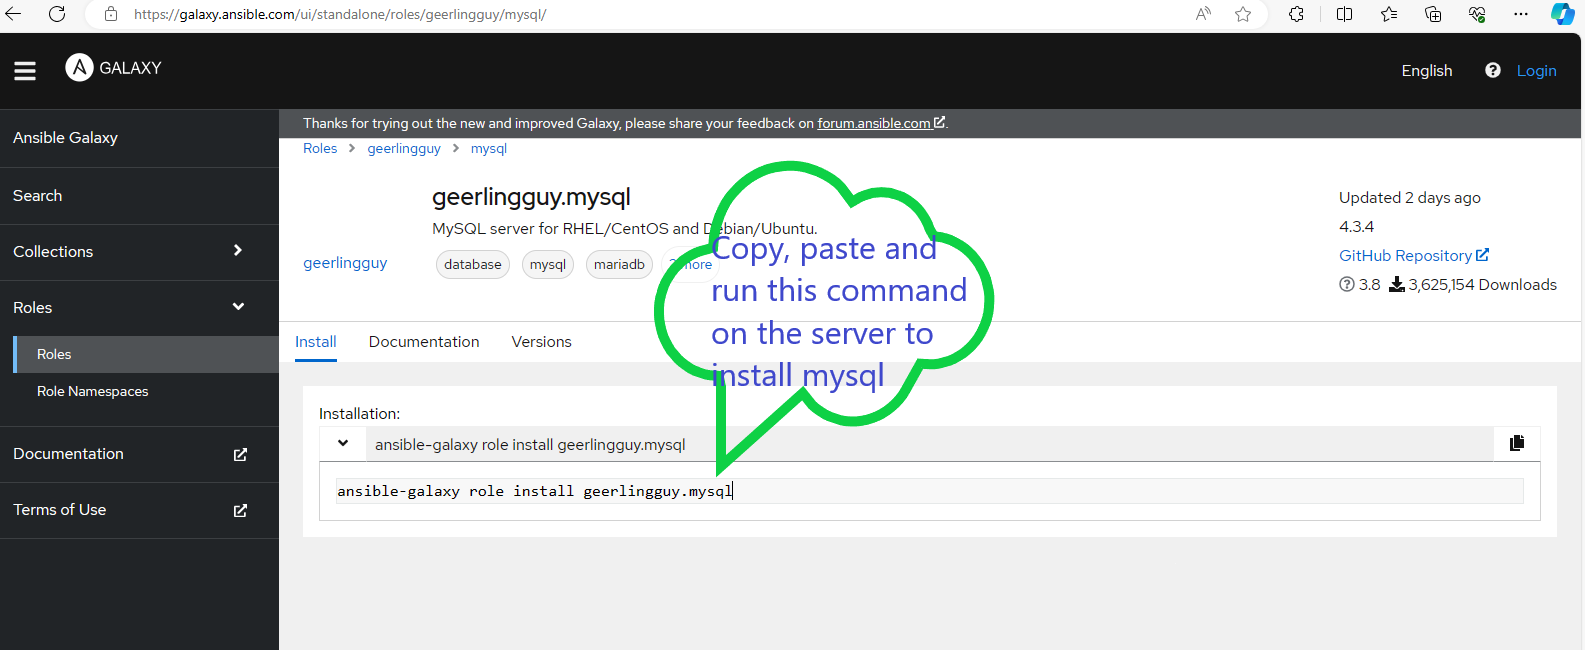 https://galaxy.ansible.com/ui/standalone/roles/geerlingguy/mysql/
GALAXY
English
Login
Ansible Galaxy
Search
Collections
Roles
Roles
Role Namespaces
Documentation
Terms of Use
Thanks for trying out the new and improved Galaxy, please share your feedback on forum.ansible.com.
Roles > geerlingguy > mysql
geerlingguy.mysql
MySQL server for RHEL/CentOS and Debian/Ubuntu.
geerlingguy
database mysql mariadb more
Updated 2 days ago
4.3.4
GitHub Repository
3.8 3,625,154 Downloads
Copy, paste and
run this command
on the server to
install mysql
Install Documentation Versions
Installation:
ansible-galaxy role install geerlingguy.mysql
ansible-galaxy role install geerlingguy.mysql